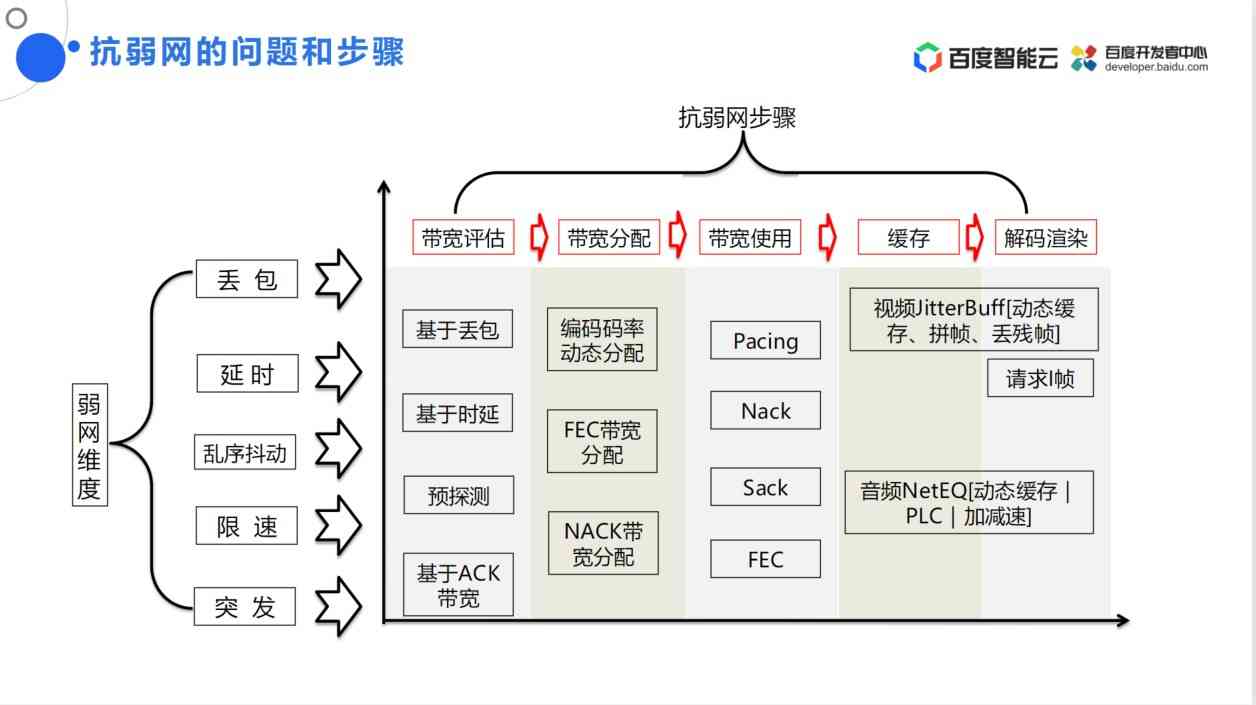 抗弱网的问题和步骤
百度智能云
百度开发者中心
developer.baidu.com
抗弱网步骤
带宽评估
带宽分配
带宽使用
缓存
解码渲染
弱
网
维
度
丢 包
延 时
乱序抖动
限 速
突 发
基于丢包
基于时延
预探测
基于ACK
带宽
编码码率
动态分配
FEC带宽
分配
NACK带
宽分配
Pacing
Nack
Sack
FEC
视频JitterBuff[动态缓
存、拼帧、丢残帧]
请求I帧
音频NetEQ[动态缓存 |
PLC | 加减速]